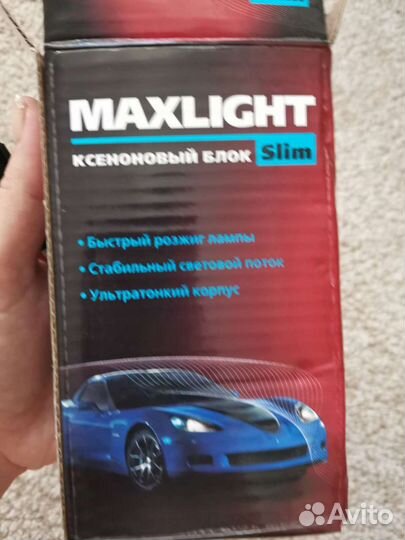 MAXLIGHT
КСЕНОНОВЫЙ БЛОК Slim
• Быстрый розжиг лампы
• Стабильный световой поток
• Ультратонкий корпус
Avito